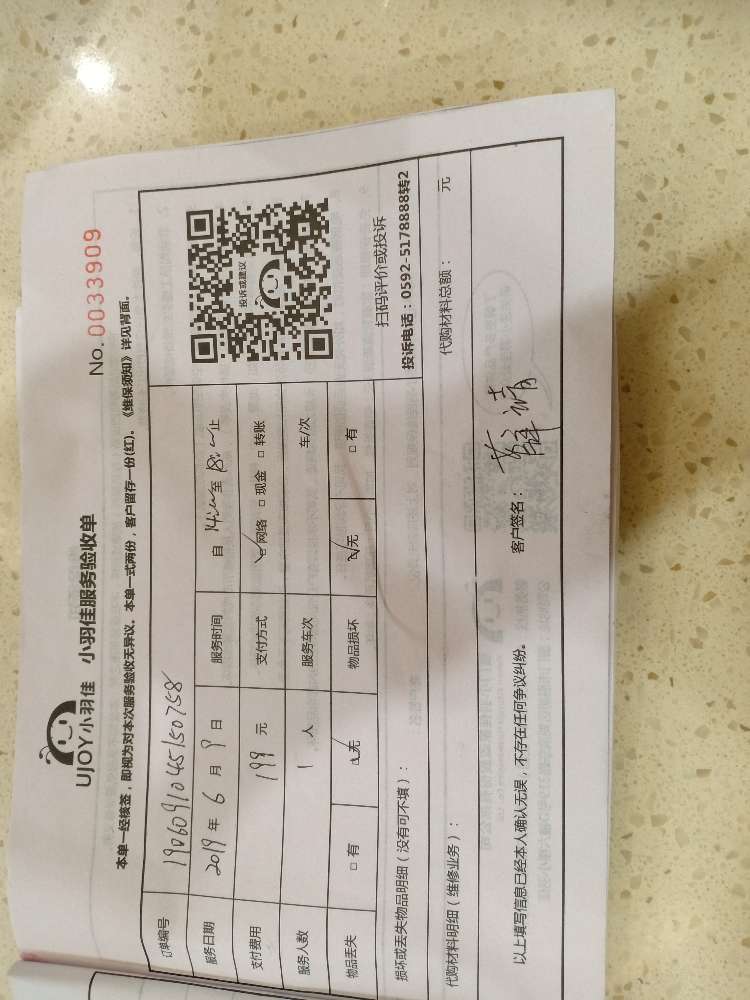 No. 0033909
UJOY小羽佳 小羽佳服务验收单
本单一经核签，即视为对本次服务验收无异议。本单一式两份，客户留存一份(红)。《维保须知》详见背面。
订单编号 1906091045150758
服务日期 2019 年 6 月 9 日 服务时间 自 14:00 至 18:00 止
支付费用 199 元 支付方式 ☑网络 □现金 □转账
服务人数 1 人 服务车次 车/次
物品丢失 □有 ☑无 物品损坏 ☑无 □有
投诉或建议
扫码评价或投诉
投诉电话：0592-5178888转2
损坏或丢失物品明细（没有可不填）：
代购材料明细（维修业务）： 代购材料总额： 元
以上填写信息已经本人确认无误，不存在任何争议纠纷。 客户签名： 薛靖